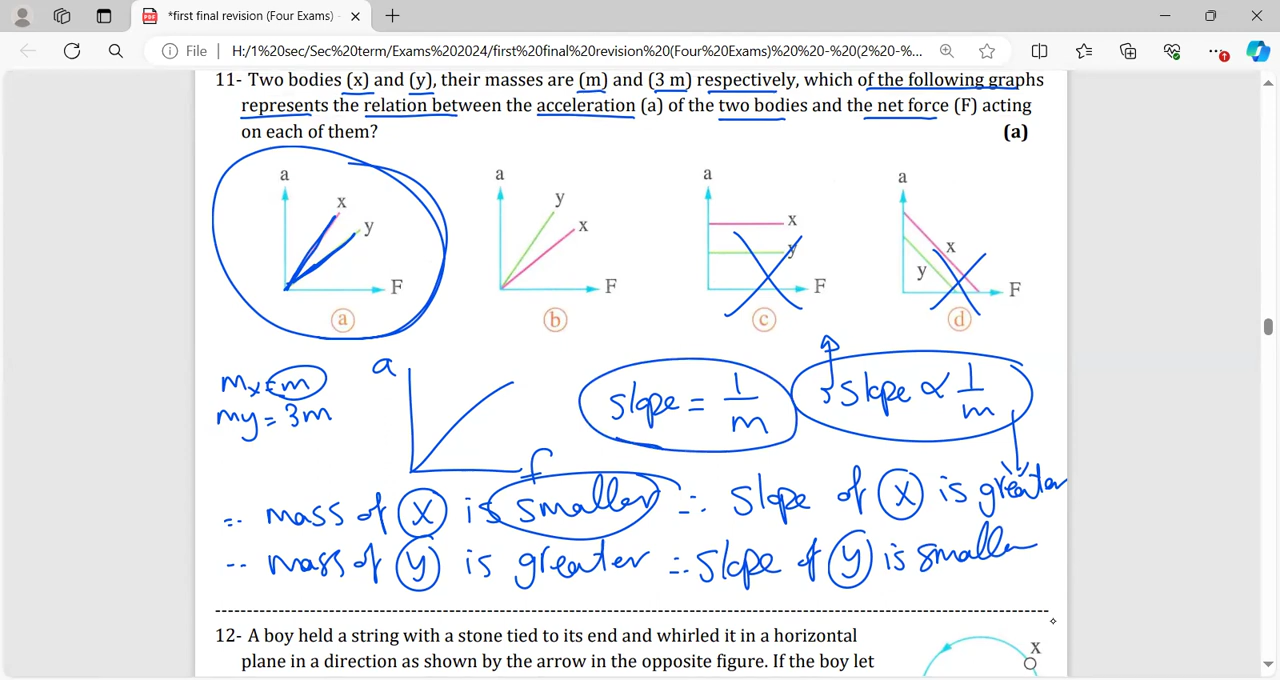 *first final revision (Four Exams) -
File
H:/1%20sec/Sec%20term/Exams%202024/first%20final%20revision%20(Four%20Exams)%20%20-%20(2%20-%...
11- Two bodies (x) and (y), their masses are (m) and (3 m) respectively, which of the following graphs
represents the relation between the acceleration (a) of the two bodies and the net force (F) acting
on each of them? (a)
a x y F
a y x F
a x y F
a x y F
a b c d
mx = m
my = 3m
a
f
slope = 1/m
slope ∝ 1/m
∵ mass of x is smaller ∴ slope of x is greater
∵ mass of y is greater ∴ slope of y is smaller
12- A boy held a string with a stone tied to its end and whirled it in a horizontal
plane in a direction as shown by the arrow in the opposite figure. If the boy let
x